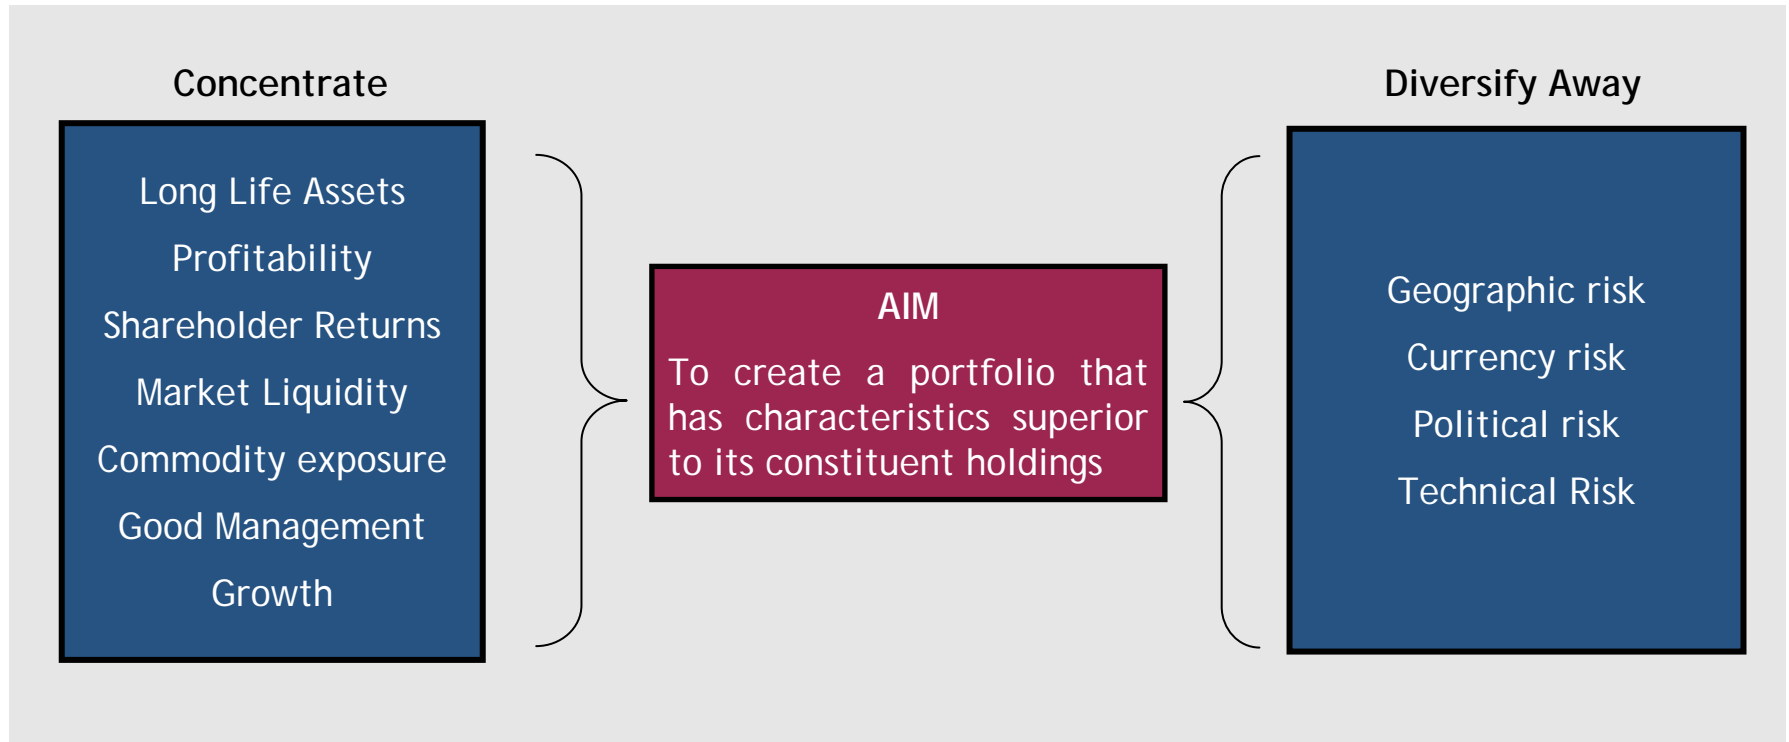 Concentrate
Long Life Assets
Profitability
Shareholder Returns
Market Liquidity
Commodity exposure
Good Management
Growth
AIM
To create a portfolio that
has characteristics superior
to its constituent holdings
Diversify Away
Geographic risk
Currency risk
Political risk
Technical Risk